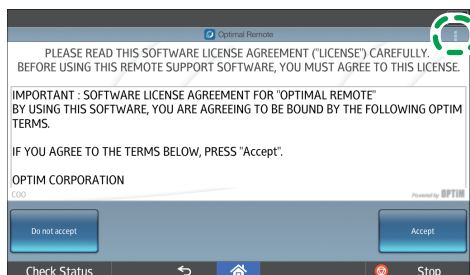 Optimal Remote
PLEASE READ THIS SOFTWARE LICENSE AGREEMENT ("LICENSE") CAREFULLY.
BEFORE USING THIS REMOTE SUPPORT SOFTWARE, YOU MUST AGREE TO THIS LICENSE.
IMPORTANT : SOFTWARE LICENSE AGREEMENT FOR "OPTIMAL REMOTE"
BY USING THIS SOFTWARE, YOU ARE AGREEING TO BE BOUND BY THE FOLLOWING OPTIM
TERMS.
IF YOU AGREE TO THE TERMS BELOW, PRESS "Accept".
OPTIM CORPORATION
COO
Powered by OPTiM
Do not accept
Accept
Check Status
Stop